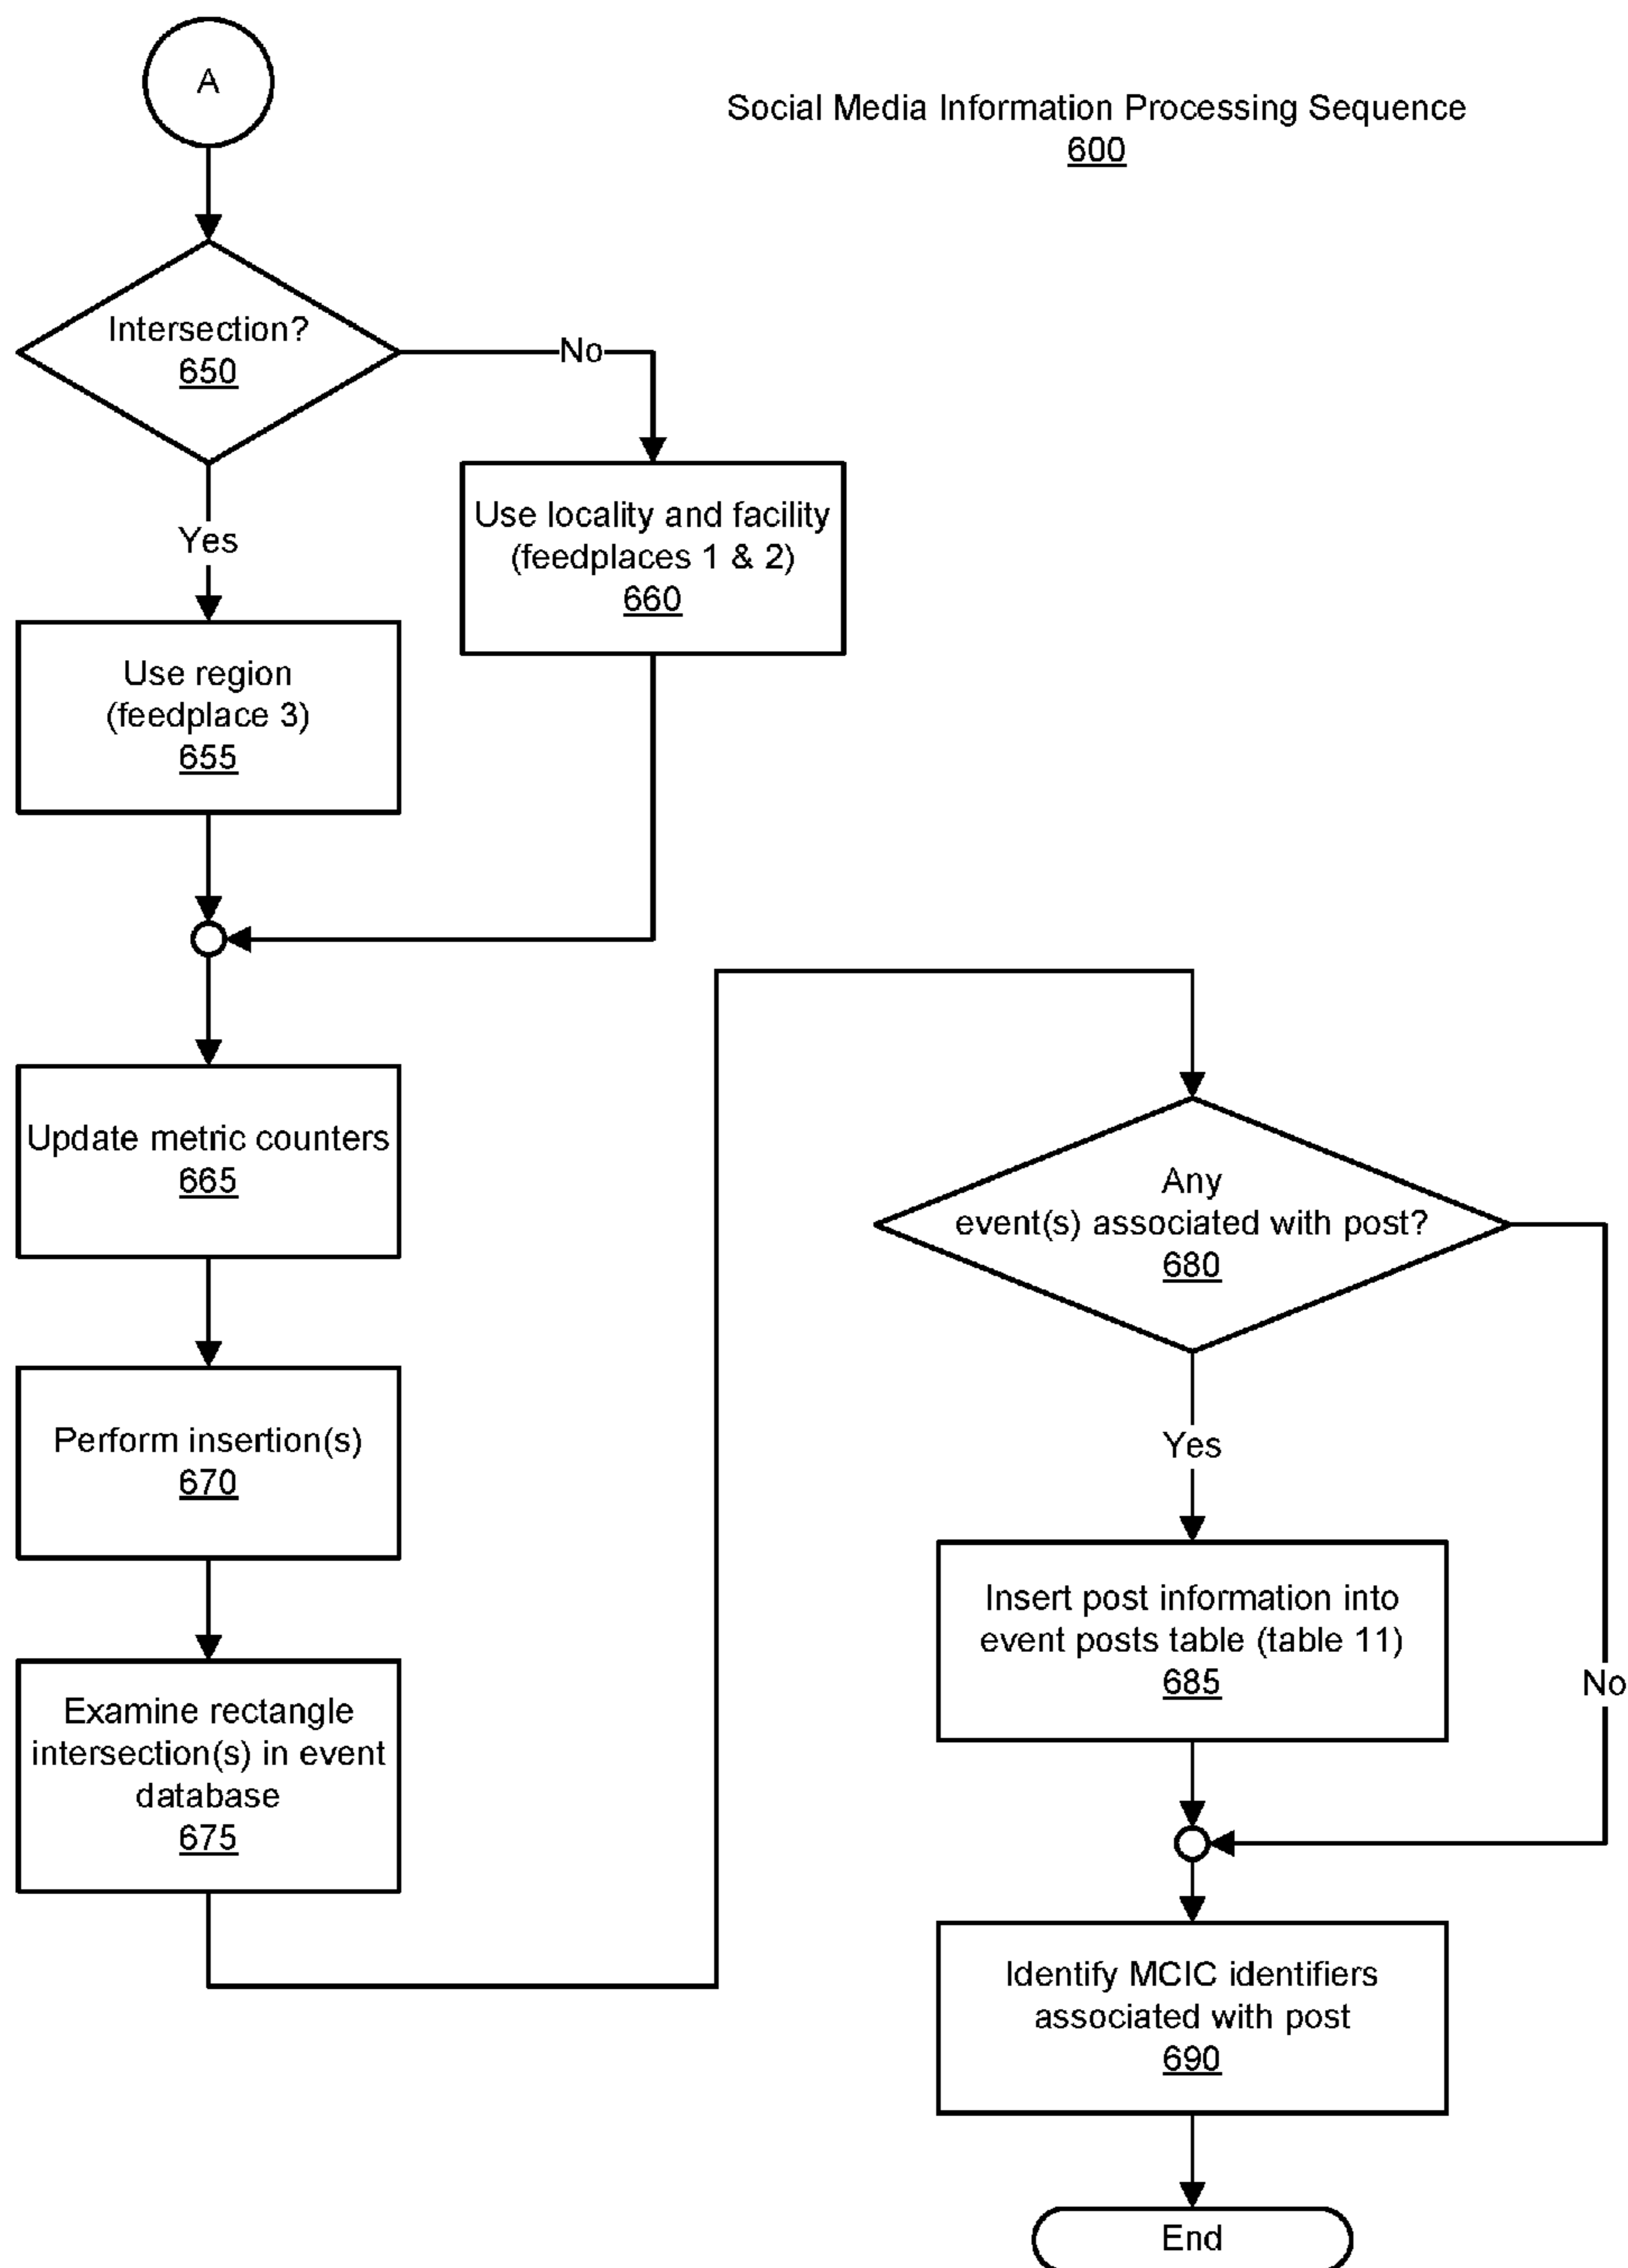 A
Social Media Information Processing Sequence
600
Intersection?
650
No
Yes
Use locality and facility
(feedplaces 1 & 2)
660
Use region
(feedplace 3)
655
Update metric counters
665
Perform insertion(s)
670
Examine rectangle
intersection(s) in event
database
675
Any
event(s) associated with post?
680
Yes
No
Insert post information into
event posts table (table 11)
685
Identify MCIC identifiers
associated with post
690
End